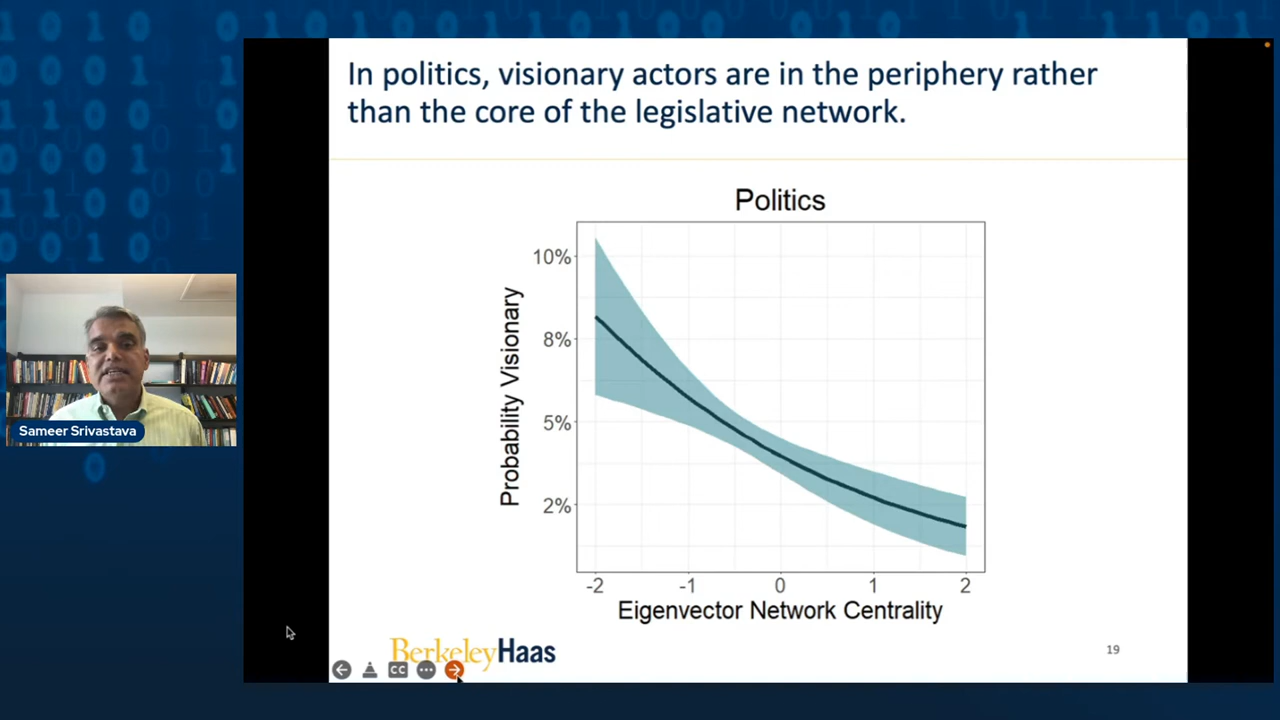 In politics, visionary actors are in the periphery rather
than the core of the legislative network.
Politics
Probability Visionary
10%
8%
5%
2%
-2
-1
0
1
2
Eigenvector Network Centrality
Sameer Srivastava
BerkeleyHaas
19
CC